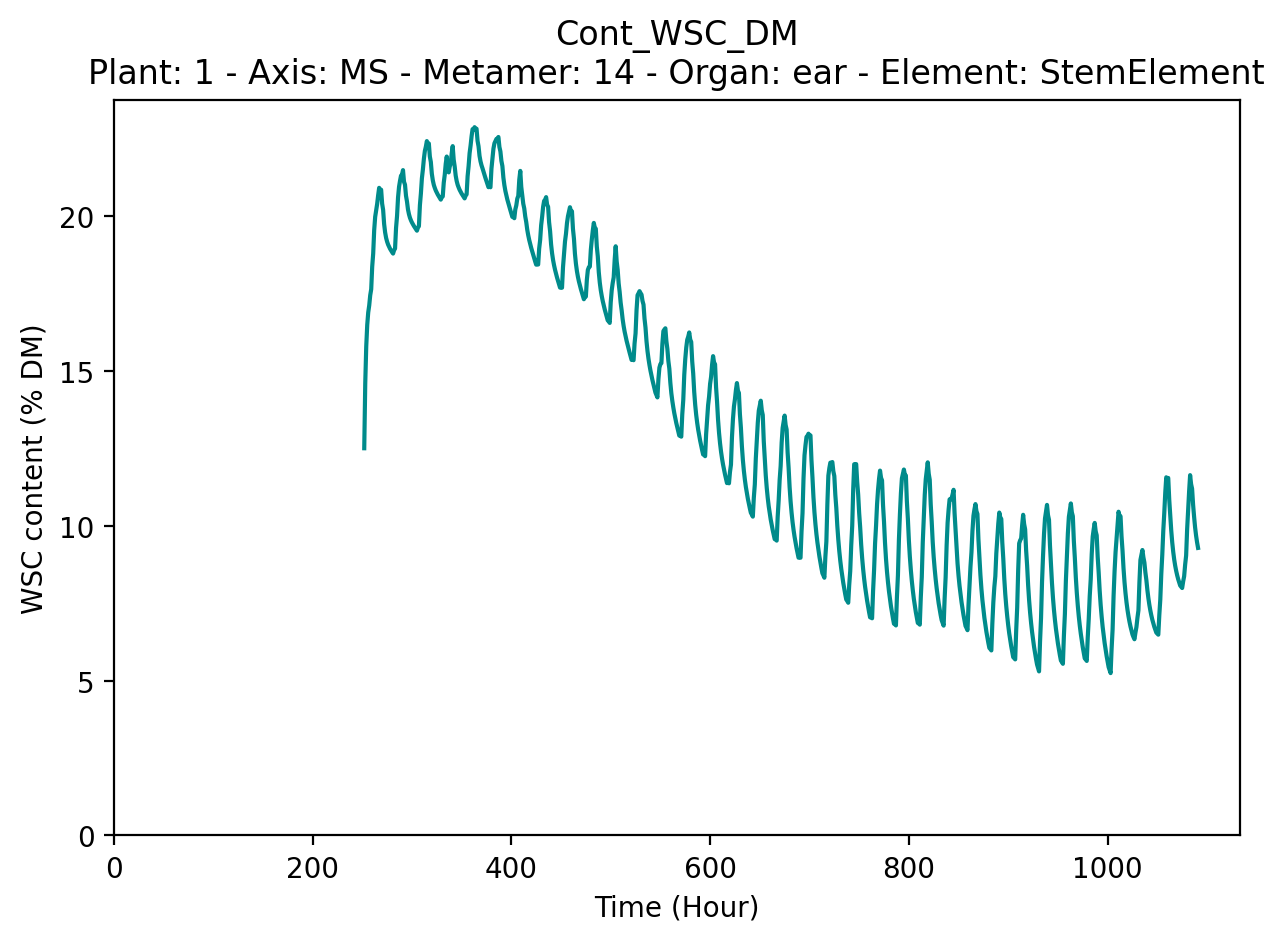 Cont_WSC_DM
Plant: 1 - Axis: MS - Metamer: 14 - Organ: ear - Element: StemElement
WSC content (% DM)
20
15
10
5
0
0 200 400 600 800 1000
Time (Hour)